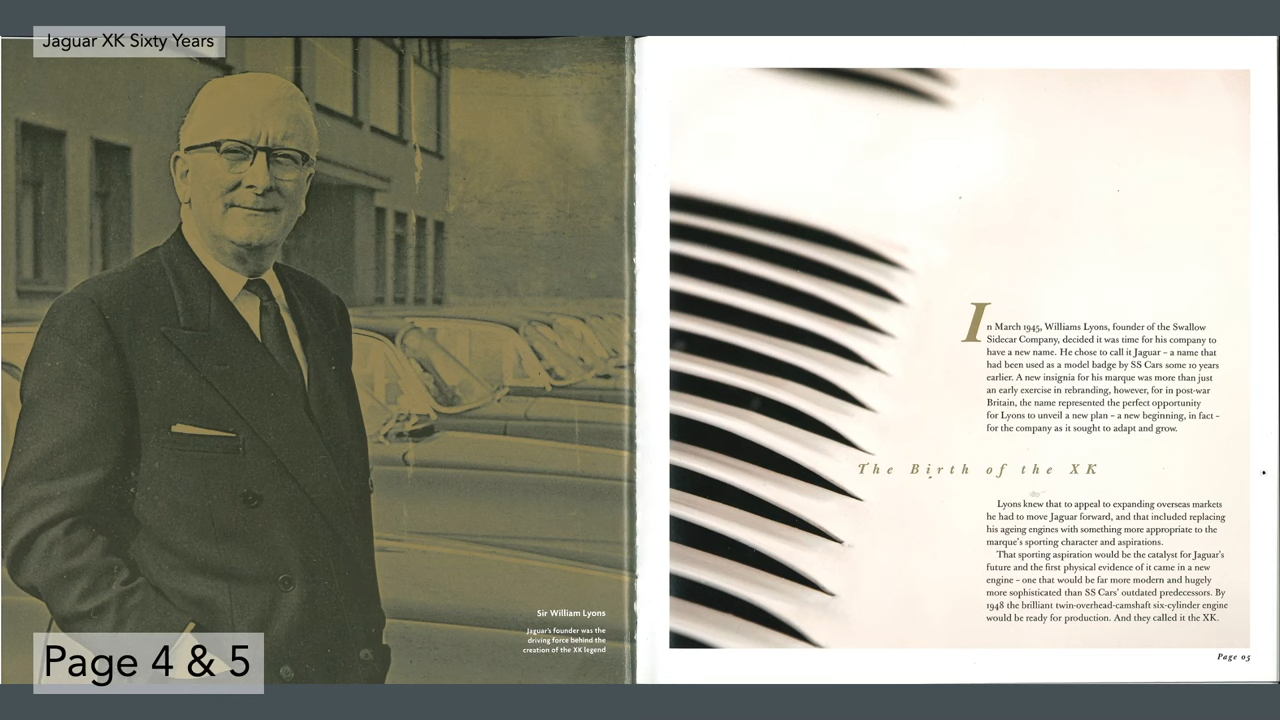 Jaguar XK Sixty Years
Sir William Lyons
Jaguar's founder was the
driving force behind the
creation of the XK legend
Page 4 & 5
In March 1945, Williams Lyons, founder of the Swallow
Sidecar Company, decided it was time for his company to
have a new name. He chose to call it Jaguar – a name that
had been used as a model badge by SS Cars some 10 years
earlier. A new insignia for his marque was more than just
an early exercise in rebranding, however, for in post-war
Britain, the name represented the perfect opportunity
for Lyons to unveil a new plan – a new beginning, in fact –
for the company as it sought to adapt and grow.
The Birth of the XK
Lyons knew that to appeal to expanding overseas markets
he had to move Jaguar forward, and that included replacing
his ageing engines with something more appropriate to the
marque's sporting character and aspirations.
That sporting aspiration would be the catalyst for Jaguar's
future and the first physical evidence of it came in a new
engine – one that would be far more modern and hugely
more sophisticated than SS Cars' outdated predecessors. By
1948 the brilliant twin-overhead-camshaft six-cylinder engine
would be ready for production. And they called it the XK.
Page 05